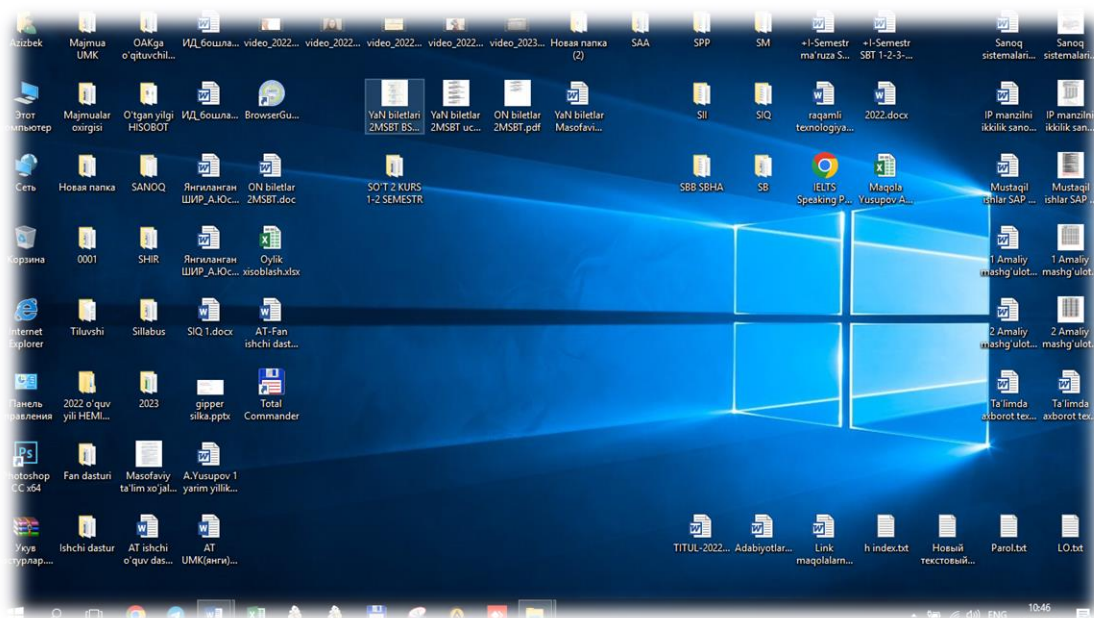 Azizbek
Majmua
UMK
OAKga
o'qituvchil...
ИД_бошла...
video_2022...
video_2022...
video_2022...
video_2022...
video_2023...
Новая папка
(2)
SAA
SPP
SM
+I-Semestr
ma'ruza S...
+I-Semestr
SBT 1-2-3-...
Sanoq
sistemalari...
Sanoq
sistemalari...
Этот
Majmualar
oxirgisi
O'tgan yilgi
HISOBOT
ИД_бошла...
BrowserGu...
YaN biletlari
2MSBT BS...
YaN biletlar
2MSBT uc...
ON biletlar
2MSBT.pdf
YaN biletlar
Masofavi...
SII
SIQ
raqamli
texnologiya...
2022.docx
IP manzilni
ikkilik sano...
IP manzilni
ikkilik san...
Сеть
Новая папка
SANOQ
Янгиланган
ШИР_А.Юс...
ON biletlar
2MSBT.doc
SO'T 2 KURS
1-2 SEMESTR
SBB SBHA
SB
IELTS
Speaking P...
Maqola
Yusupov A...
Mustaqil
ishlar SAP ...
Mustaqil
ishlar SAP ...
Корзина
0001
SHIR
Янгиланган
ШИР_А.Юс...
Oylik
xisoblash.xlsx
1 Amaliy
mashg'ulot...
1 Amaliy
mashg'ulot...
Internet
Explorer
Tiluvshi
Sillabus
SIQ 1.docx
AT-Fan
ishchi dast...
2 Amaliy
mashg'ulot...
2 Amaliy
mashg'ulot...
Панель
2022 o'quv
yili HEMI...
2023
gipper
silka.pptx
Total
Commander
Ta'limda
axborot tex...
Ta'limda
axborot tex...
Ps
CC x64
Fan dasturi
Masofaviy
ta'lim xo'jal...
A.Yusupov 1
yarim yillik...
Укув
Ishchi dastur
AT ishchi
o'quv das...
AT
UMK(янги)...
TITUL-2022...
Adabiyotlar...
Link
maqolalarn...
h index.txt
Новый
текстовый...
Parol.txt
LO.txt
ENG
10:46